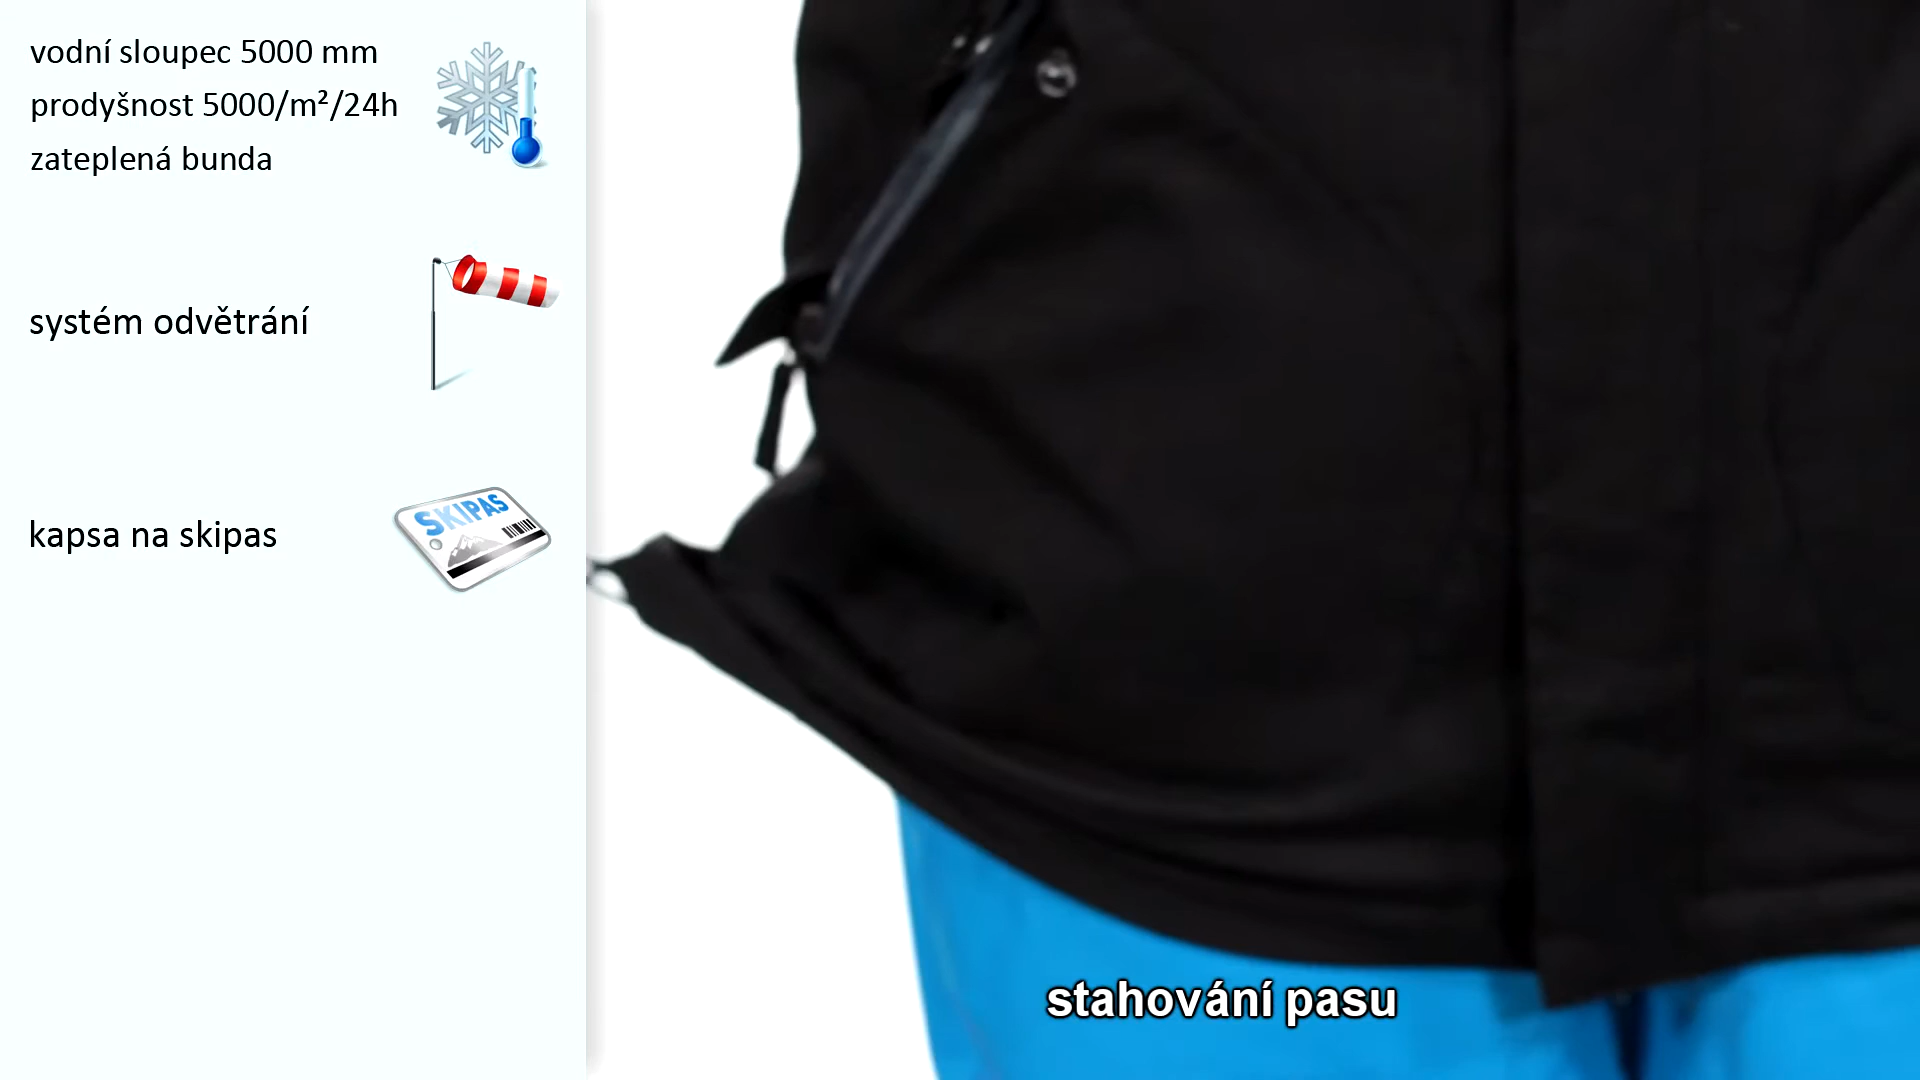 vodní sloupec 5000 mm
prodyšnost 5000/m²/24h
zateplená bunda
systém odvětrání
kapsa na skipas
SKIPAS
stahování pasu